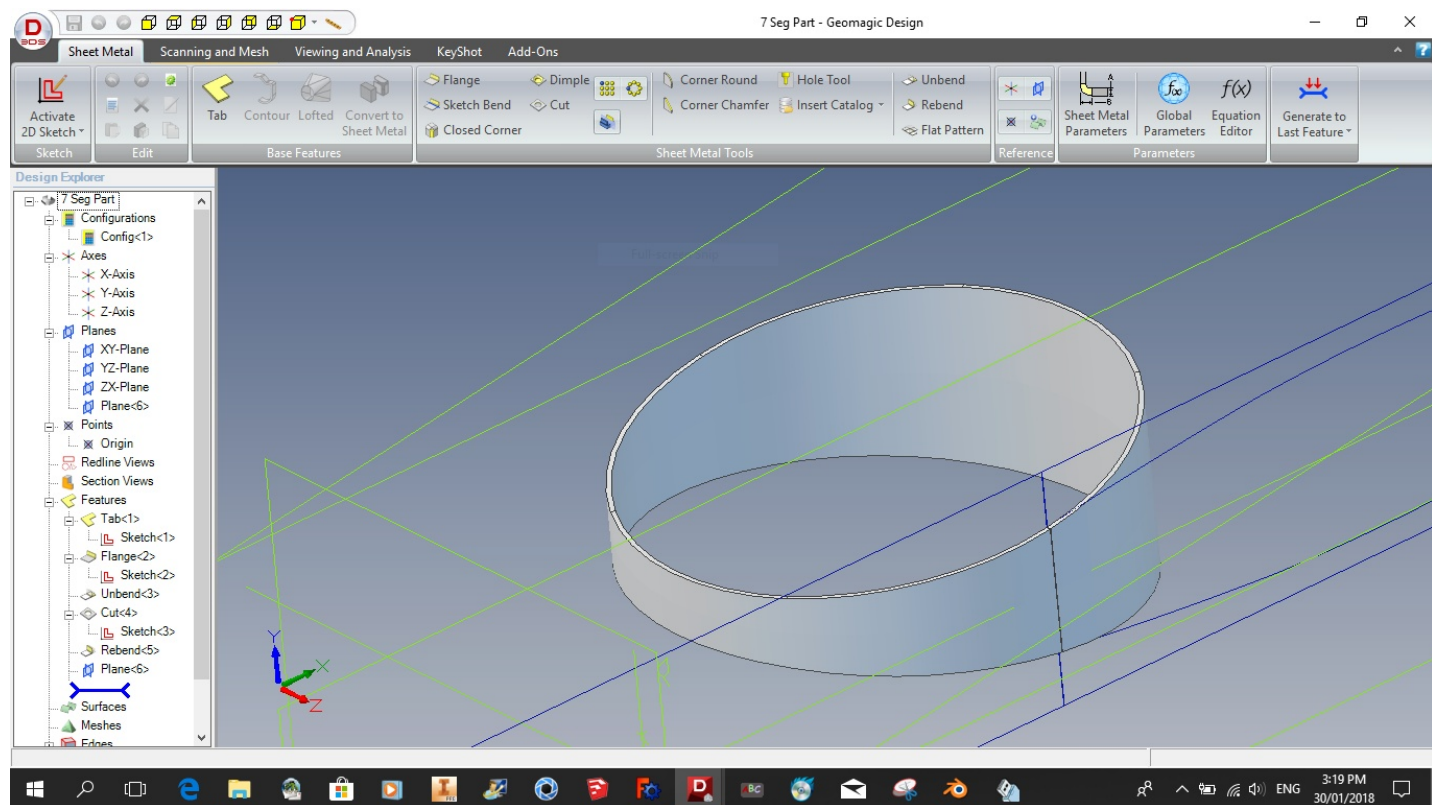 7 Seg Part - Geomagic Design
D
3DS
Sheet Metal Scanning and Mesh Viewing and Analysis KeyShot Add-Ons
?
Activate
2D Sketch
Tab Contour Lofted Convert to
Sheet Metal
Flange Dimple Corner Round Hole Tool Unbend
Sketch Bend Cut Corner Chamfer Insert Catalog Rebend
Closed Corner Flat Pattern
Sheet Metal
Parameters
Global
Parameters
f(x)
Equation
Editor
Generate to
Last Feature
Sketch Edit Base Features Sheet Metal Tools Reference Parameters
Design Explorer
7 Seg Part
Configurations
Config<1>
Axes
X-Axis
Y-Axis
Z-Axis
Planes
XY-Plane
YZ-Plane
ZX-Plane
Plane<6>
Points
Origin
Redline Views
Section Views
Features
Tab<1>
Sketch<1>
Flange<2>
Sketch<2>
Unbend<3>
Cut<4>
Sketch<3>
Rebend<5>
Plane<6>
Surfaces
Meshes
Edges
Y
X
Z
ENG
3:19 PM
30/01/2018